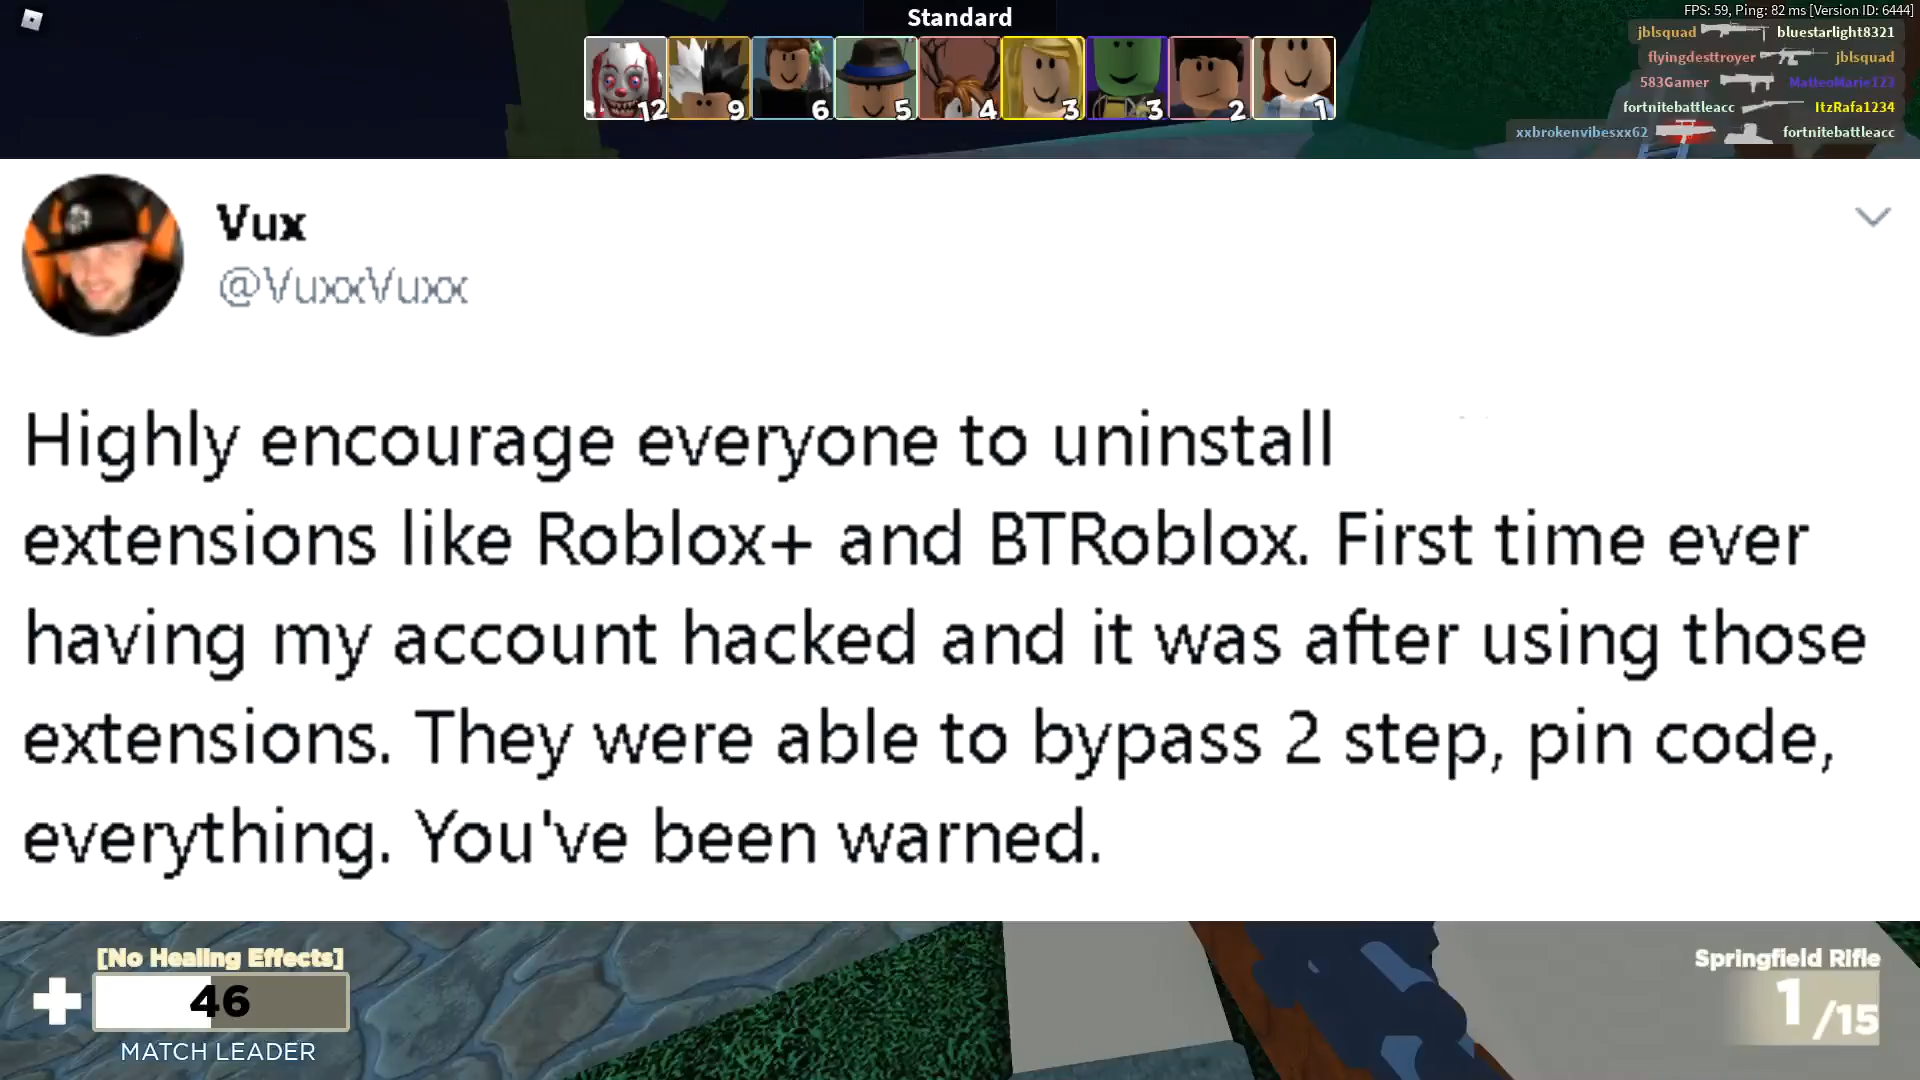 Standard
FPS: 59, Ping: 82 ms [Version ID: 6444]
12 9 6 5 4 3 3 2 1
jblsquad bluestarlight8321
flyingdesttroyer jblsquad
583Gamer MatteoMarie123
fortnitebattleacc ItzRafa1234
xxbrokenvibesxx62 fortnitebattleacc
Vux
@VuxxVuxx
Highly encourage everyone to uninstall
extensions like Roblox+ and BTRoblox. First time ever
having my account hacked and it was after using those
extensions. They were able to bypass 2 step, pin code,
everything. You've been warned.
[No Healing Effects]
46
MATCH LEADER
Springfield Rifle
1/15